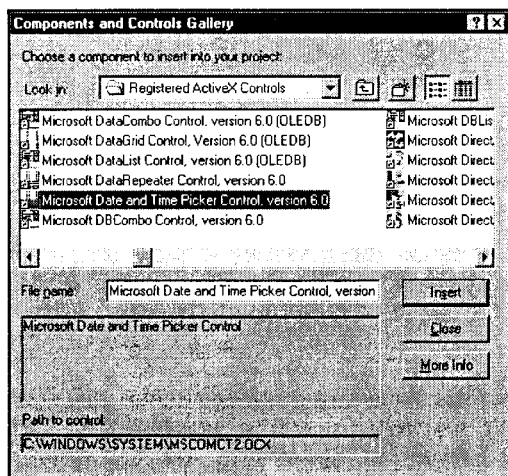 Components and Controls Gallery
Choose a component to insert into your project:
Look in: Registered ActiveX Controls
Microsoft DataCombo Control, version 6.0 (OLEDB)
Microsoft DataGrid Control, Version 6.0 (OLEDB)
Microsoft DataList Control, version 6.0 (OLEDB)
Microsoft DataRepeater Control, version 6.0
Microsoft Date and Time Picker Control, version 6.0
Microsoft DBCombo Control, version 6.0
Microsoft DBLis
Microsoft Direct
Microsoft Direct
Microsoft Direct
Microsoft Direct
Microsoft Direct
File name: Microsoft Date and Time Picker Control, version
Insert
Microsoft Date and Time Picker Control
Close
More Info
Path to control
C:\WINDOWS\SYSTEM\MSCOMCT2.OCX